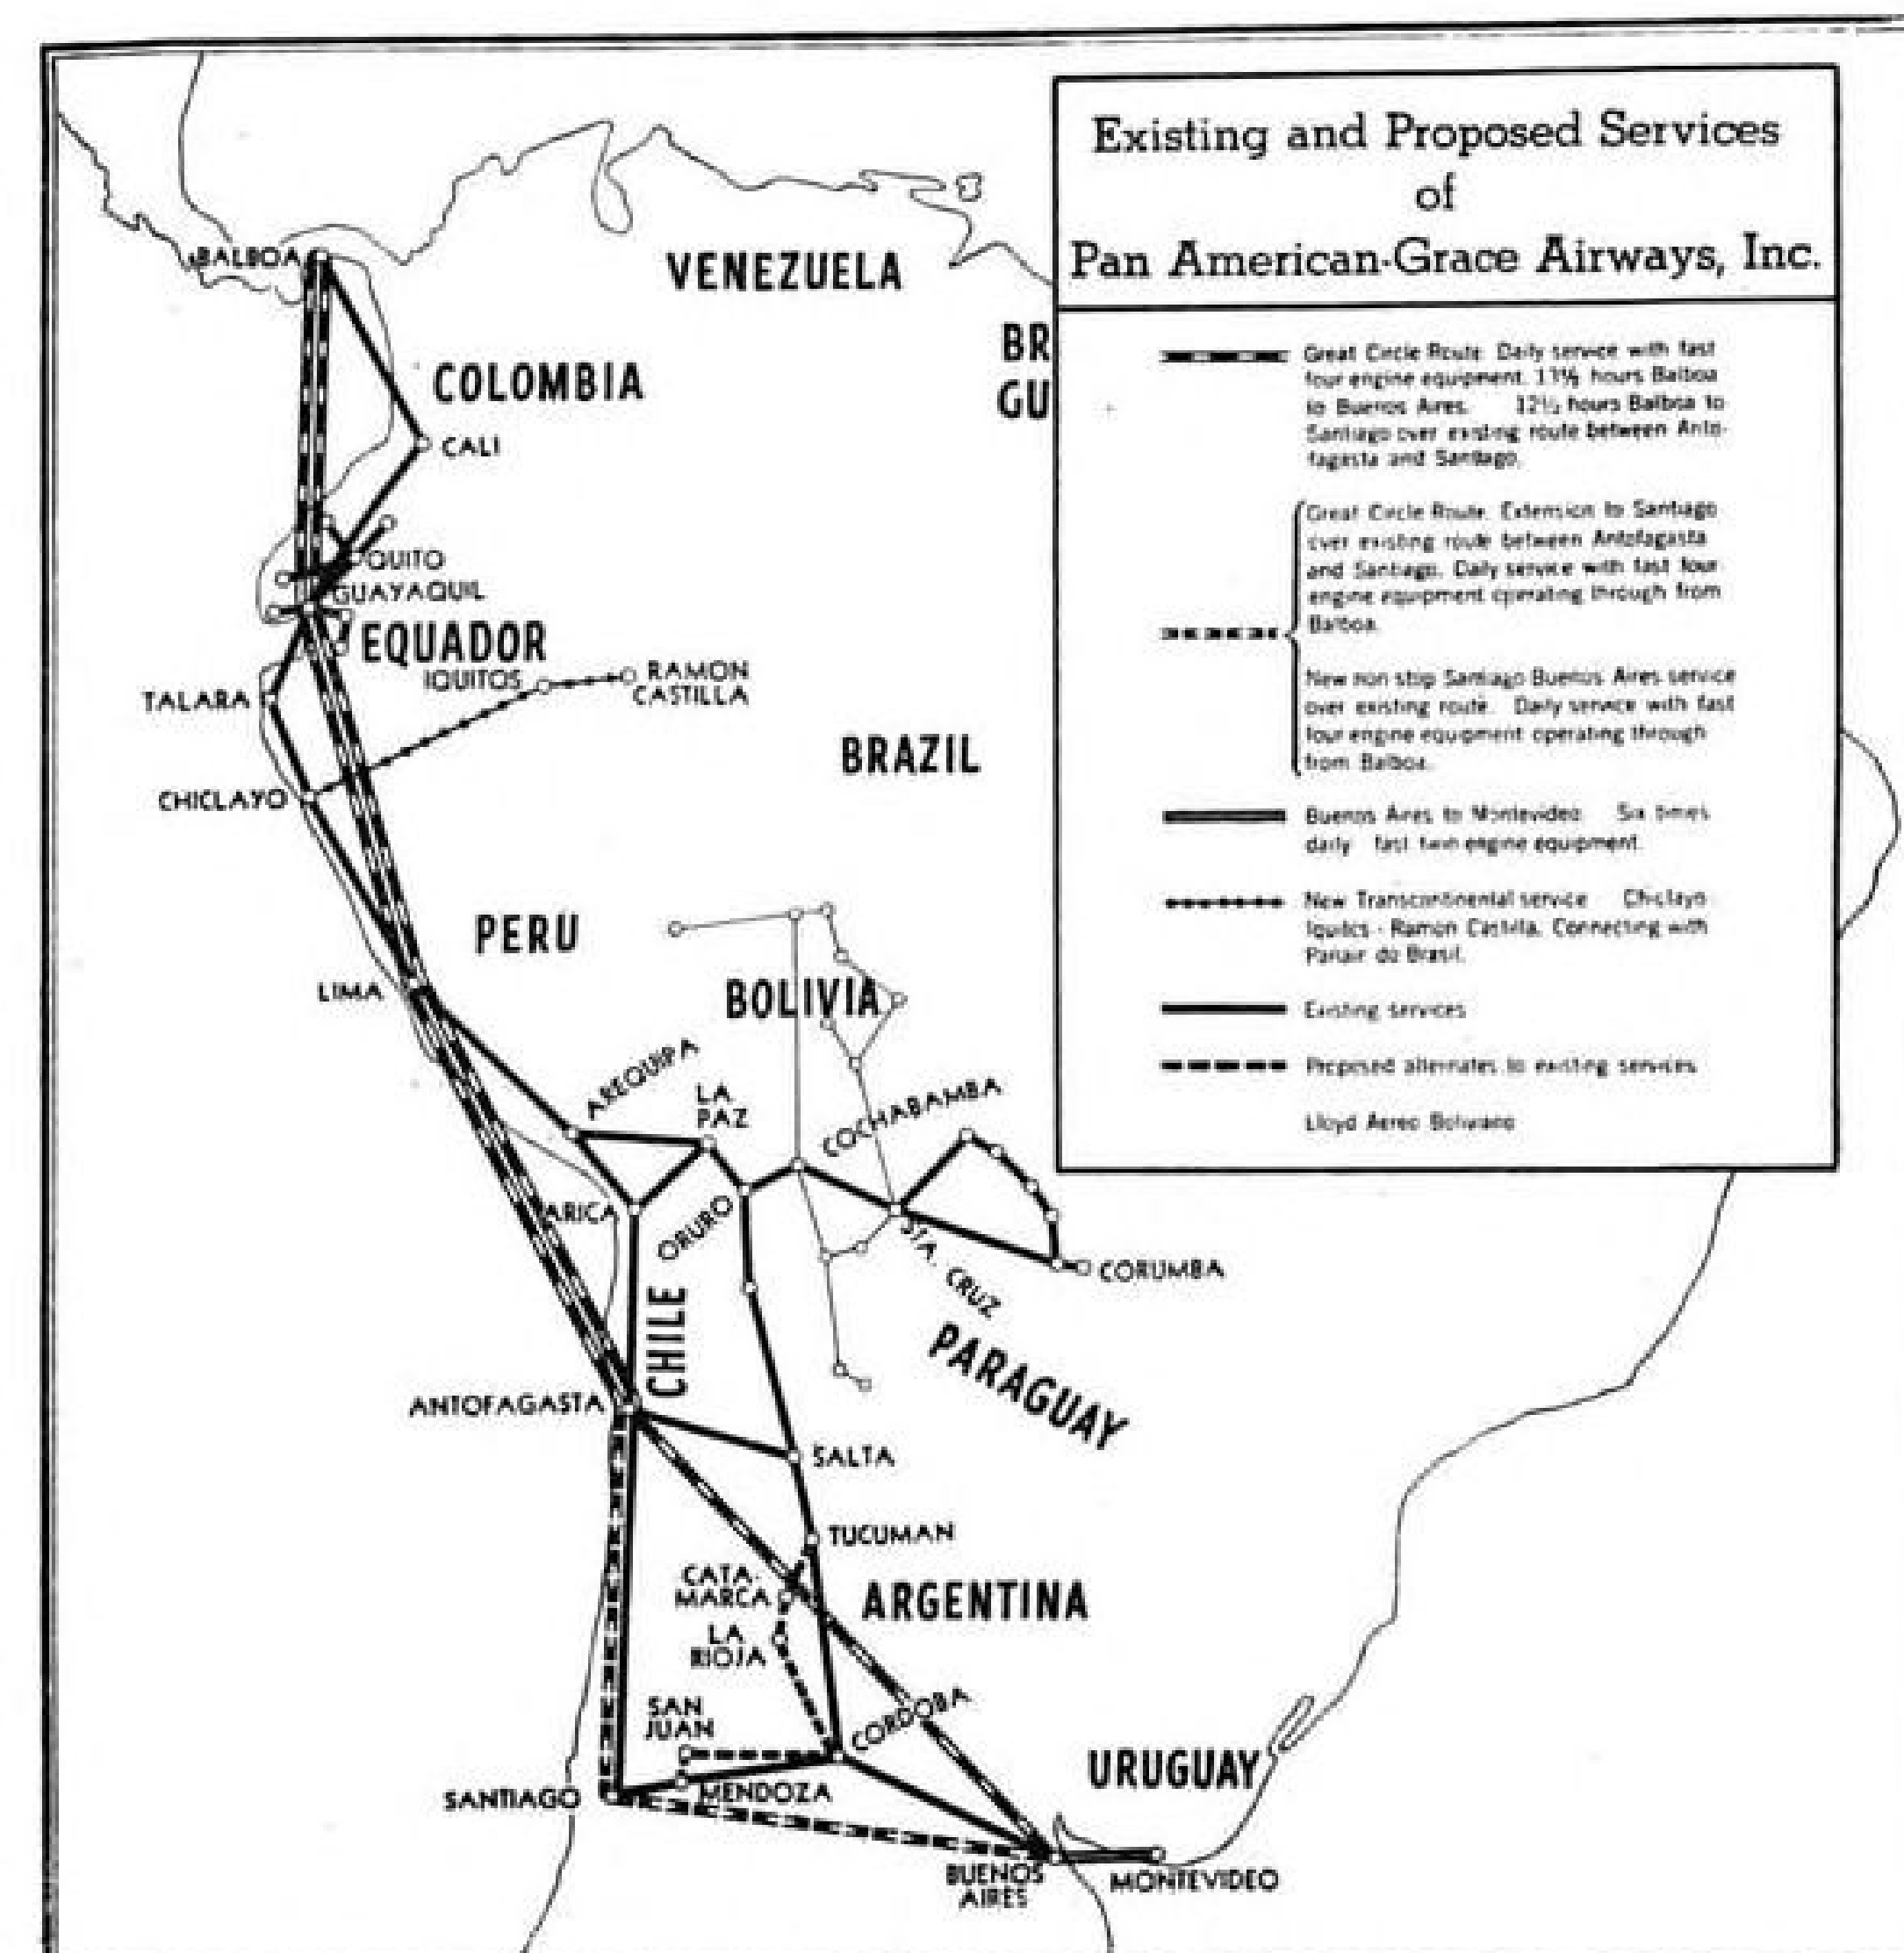 Existing and Proposed Services
of
Pan American-Grace Airways, Inc.
Great Circle Route. Daily service with fast
four engine equipment. hours Balboa
to Buenos Aires. 12½ hours Balboa to
Santiago over existing route between Anto-
fagasta and Santiago.
Great Circle Route. Extension to Santiago
over existing route between Antofagasta
and Santiago. Daily service with fast four
engine equipment operating through from
Balboa.
New non stop Santiago Buenos Aires service
over existing route. Daily service with fast
four engine equipment operating through
from Balboa.
Buenos Aires to Montevideo. Six times
daily fast twin engine equipment.
New Transcontinental service Chiclayo
Iquitos - Ramon Castilla. Connecting with
Panair do Brasil.
Existing services
Proposed alternates to existing services
Lloyd Aereo Boliviano
BALBOA
VENEZUELA
BR
GU
COLOMBIA
CALI
QUITO
GUAYAQUIL
EQUADOR
IQUITOS
RAMON
CASTILLA
TALARA
BRAZIL
CHICLAYO
PERU
LIMA
BOLIVIA
AREQUIPA
LA
PAZ
COCHABAMBA
ARICA
ORURO
STA. CRUZ
CORUMBA
CHILE
PARAGUAY
ANTOFAGASTA
SALTA
TUCUMAN
CATA-
MARCA
ARGENTINA
LA
RIOJA
SAN
JUAN
CORDOBA
URUGUAY
SANTIAGO
MENDOZA
BUENOS
AIRES
MONTEVIDEO